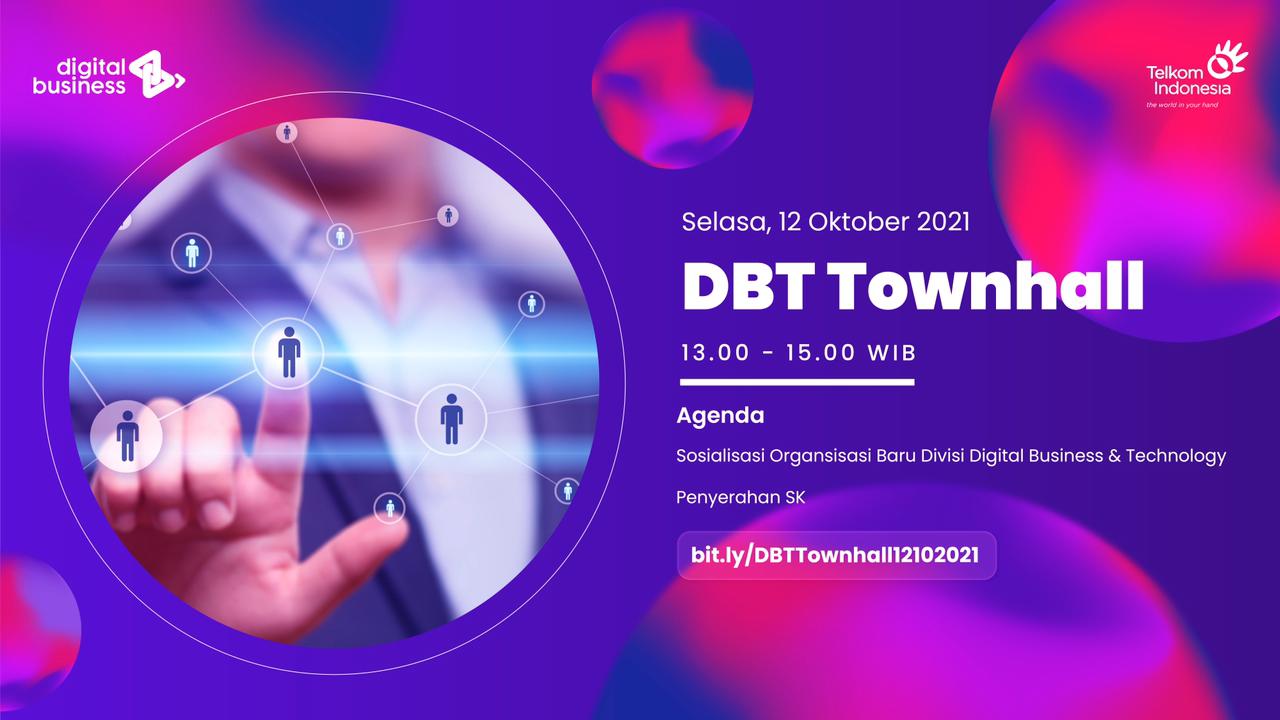 digital
business
Telkom
Indonesia
the world in your hand
Selasa, 12 Oktober 2021
DBT Townhall
13.00 - 15.00 WIB
Agenda
Sosialisasi Organsisasi Baru Divisi Digital Business & Technology
Penyerahan SK
bit.ly/DBTTownhall12102021